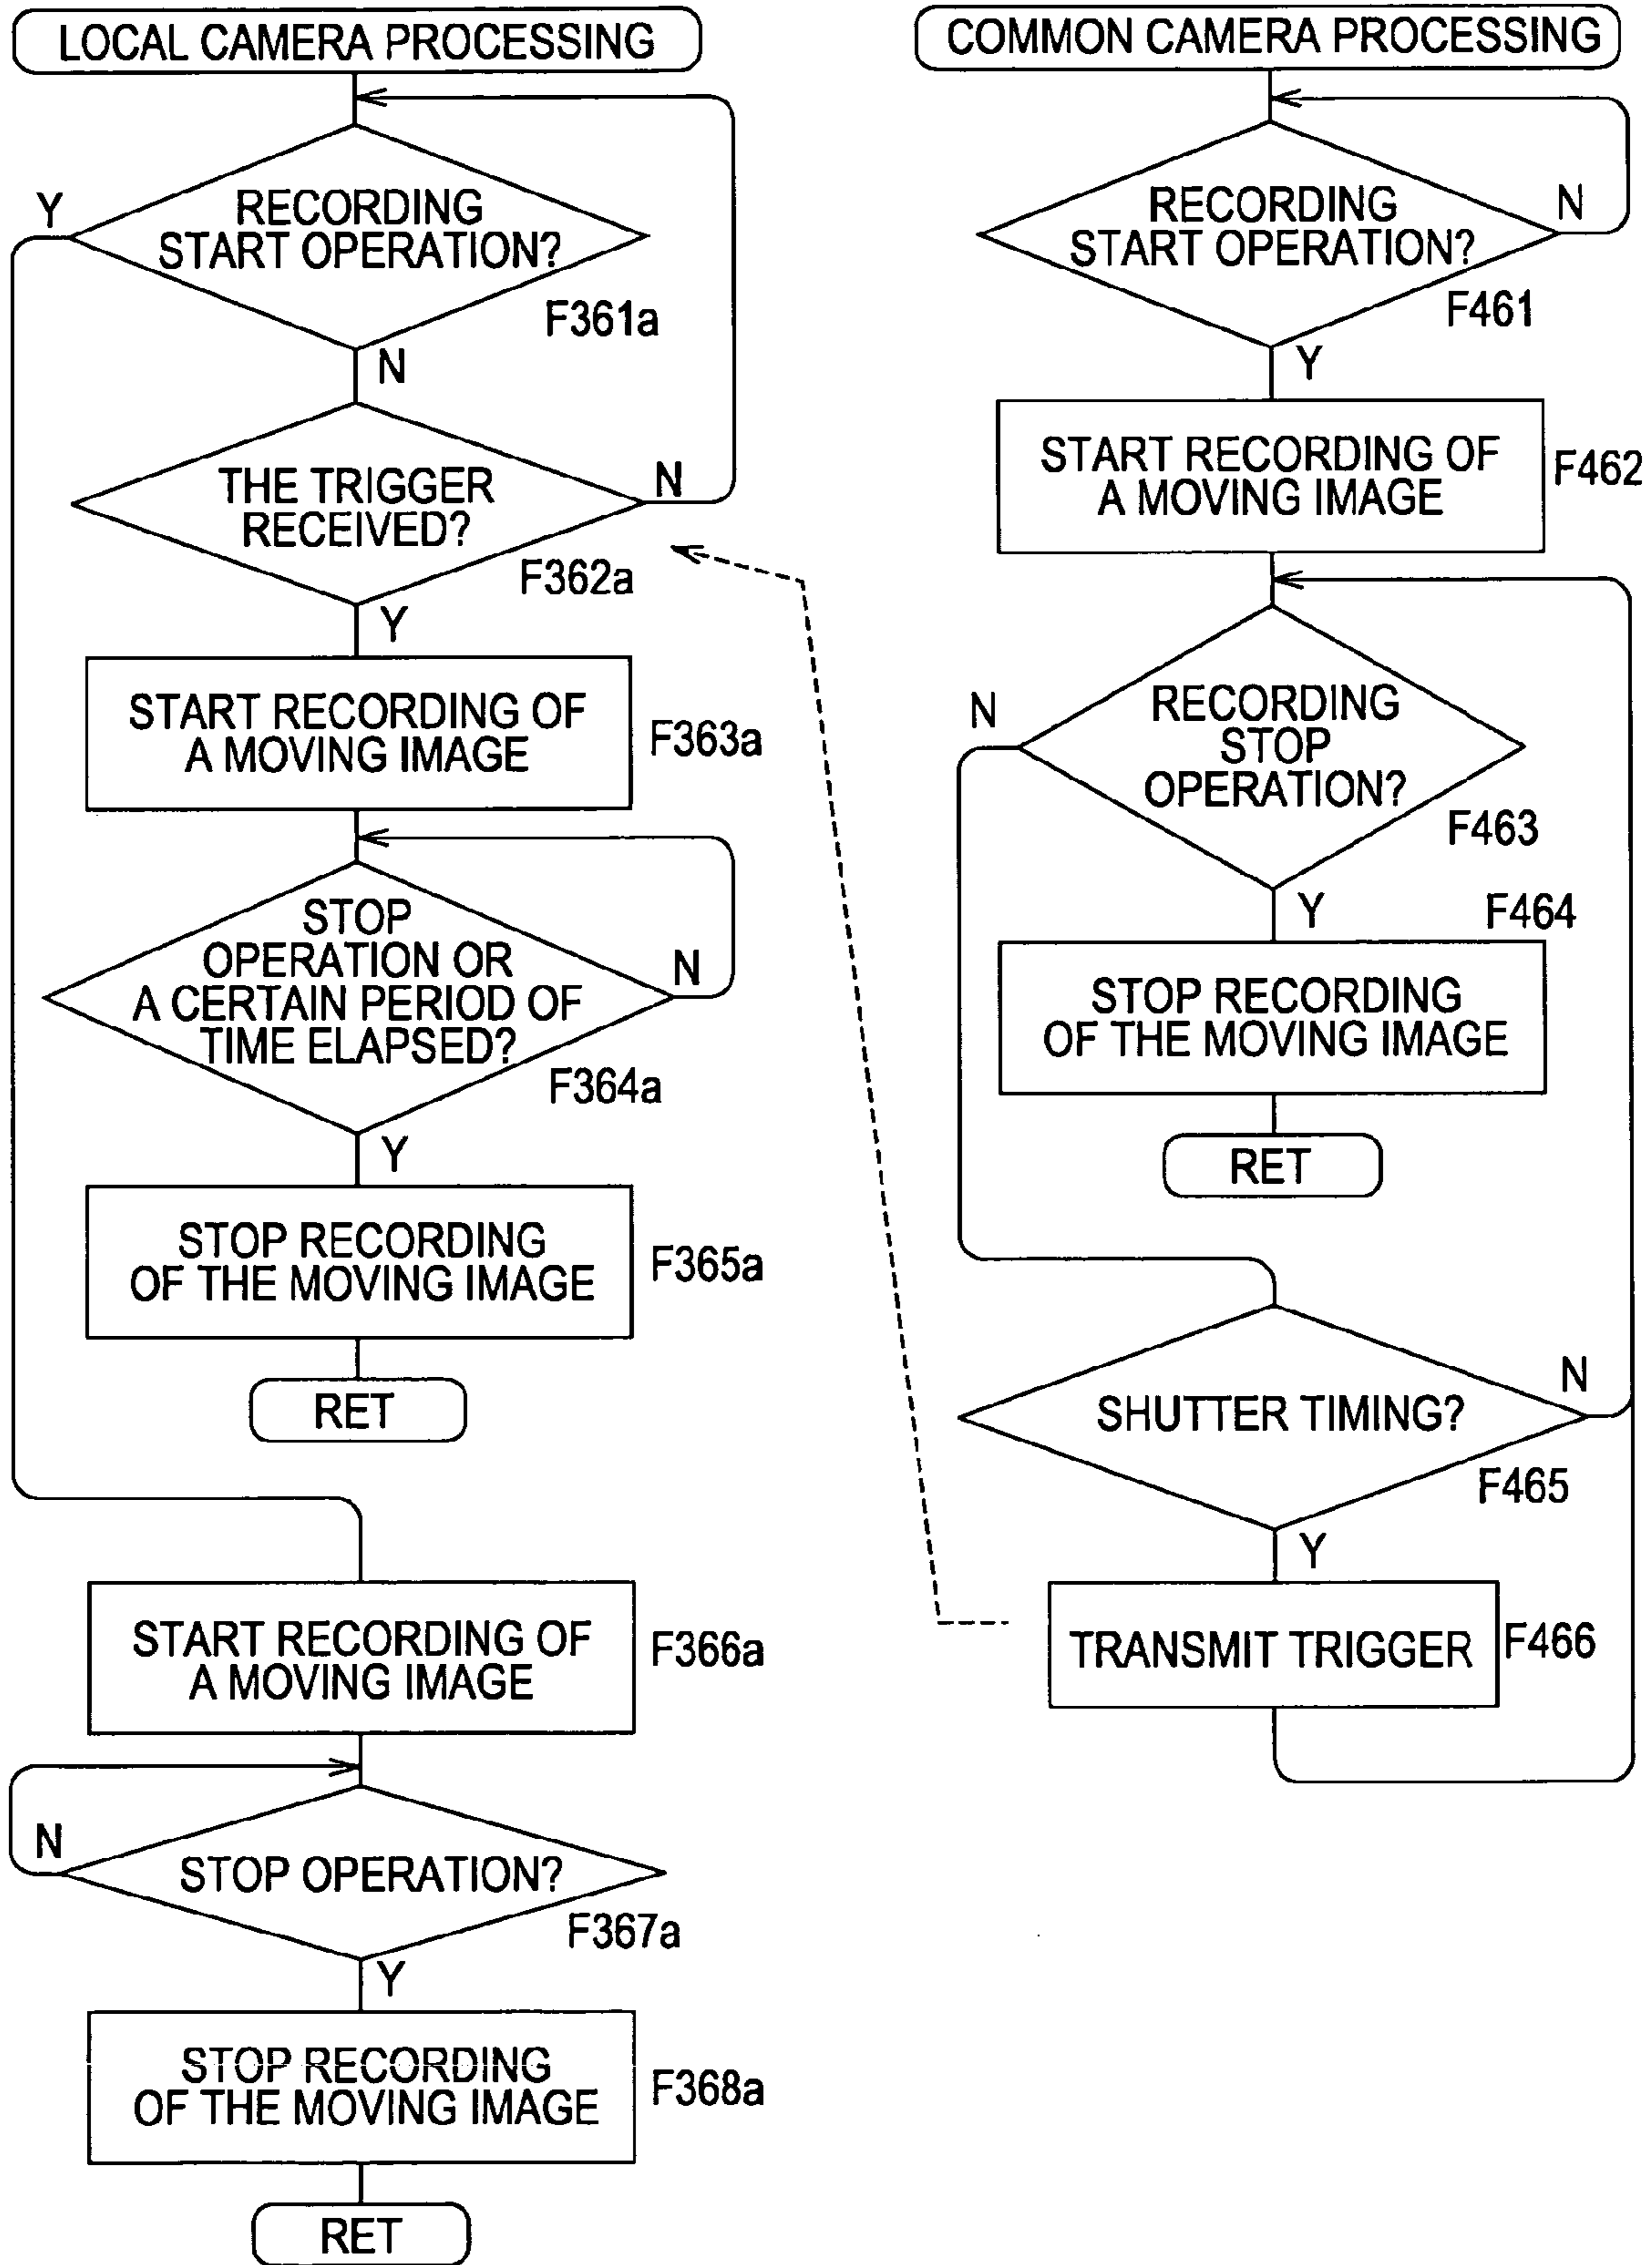 LOCAL CAMERA PROCESSING
Y
RECORDING
START OPERATION?
F361a
N
THE TRIGGER
RECEIVED?
N
F362a
Y
START RECORDING OF
A MOVING IMAGE
F363a
STOP
OPERATION OR
A CERTAIN PERIOD OF
TIME ELAPSED?
N
F364a
Y
STOP RECORDING
OF THE MOVING IMAGE
F365a
RET
START RECORDING OF
A MOVING IMAGE
F366a
N
STOP OPERATION?
F367a
Y
STOP RECORDING
OF THE MOVING IMAGE
F368a
RET
COMMON CAMERA PROCESSING
RECORDING
START OPERATION?
N
F461
Y
START RECORDING OF
A MOVING IMAGE
F462
N
RECORDING
STOP
OPERATION?
F463
Y
F464
STOP RECORDING
OF THE MOVING IMAGE
RET
SHUTTER TIMING?
N
F465
Y
TRANSMIT TRIGGER
F466